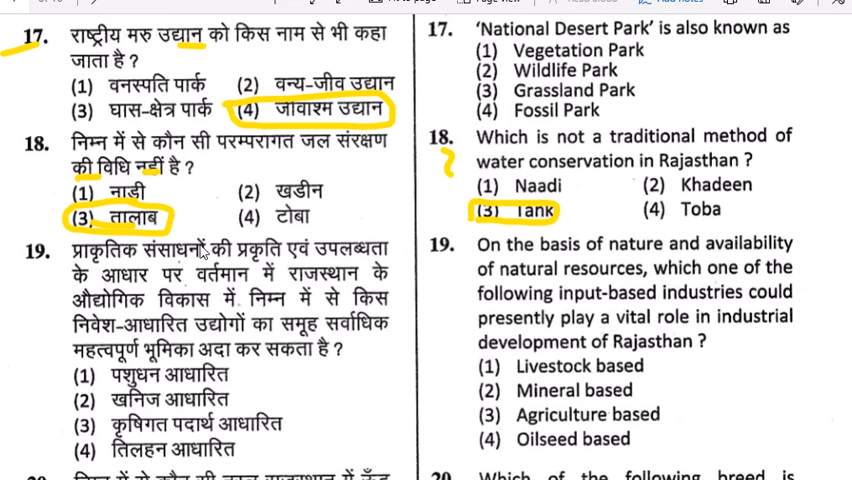 17. राष्ट्रीय मरु उद्यान को किस नाम से भी कहा
जाता है ?
(1) वनस्पति पार्क (2) वन्य-जीव उद्यान
(3) घास-क्षेत्र पार्क (4) जीवाश्म उद्यान
18. निम्न में से कौन सी परम्परागत जल संरक्षण
की विधि नहीं है ?
(1) नाडी (2) खडीन
(3) तालाब (4) टोबा
19. प्राकृतिक संसाधनों की प्रकृति एवं उपलब्धता
के आधार पर वर्तमान में राजस्थान के
औद्योगिक विकास में निम्न में से किस
निवेश-आधारित उद्योगों का समूह सर्वाधिक
महत्वपूर्ण भूमिका अदा कर सकता है ?
(1) पशुधन आधारित
(2) खनिज आधारित
(3) कृषिगत पदार्थ आधारित
(4) तिलहन आधारित
17. 'National Desert Park' is also known as
(1) Vegetation Park
(2) Wildlife Park
(3) Grassland Park
(4) Fossil Park
18. Which is not a traditional method of
water conservation in Rajasthan ?
(1) Naadi (2) Khadeen
(3) Tank (4) Toba
19. On the basis of nature and availability
of natural resources, which one of the
following input-based industries could
presently play a vital role in industrial
development of Rajasthan ?
(1) Livestock based
(2) Mineral based
(3) Agriculture based
(4) Oilseed based
20. Which of the following breed is